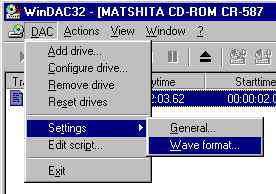 WinDAC32 - [MATSHITA CD-ROM CR-587
DAC Actions View Window ?
Add drive...
Configure drive...
Remove drive
Reset drives
Settings
Edit script...
Exit
General...
Wave format...
Tra
ytime Starttime
2:03.62 00:00:02.0